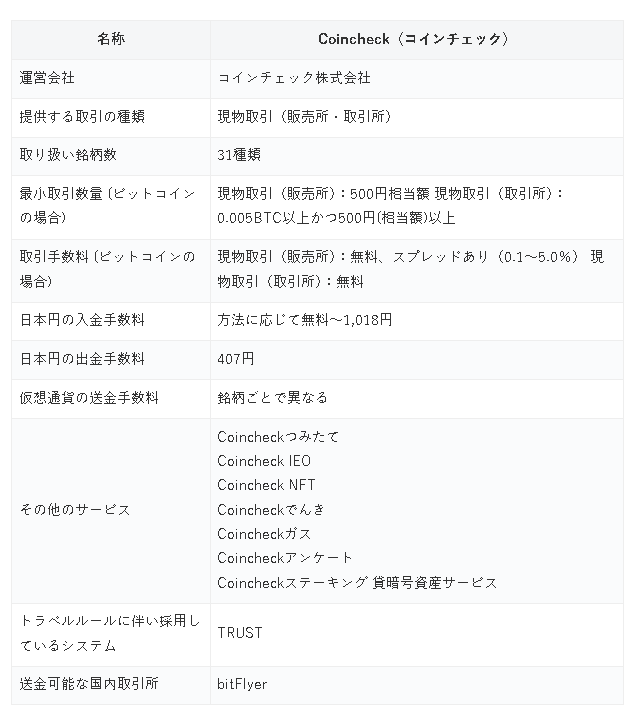 名称
Coincheck（コインチェック）
運営会社
コインチェック株式会社
提供する取引の種類
現物取引（販売所・取引所）
取り扱い銘柄数
31種類
最小取引数量 (ビットコイン
の場合)
現物取引（販売所）：500円相当額 現物取引（取引所）：
0.005BTC以上かつ500円(相当額)以上
取引手数料 (ビットコインの
場合)
現物取引（販売所）：無料、スプレッドあり（0.1～5.0％） 現
物取引（取引所）：無料
日本円の入金手数料
方法に応じて無料～1,018円
日本円の出金手数料
407円
仮想通貨の送金手数料
銘柄ごとで異なる
その他のサービス
Coincheckつみたて
Coincheck IEO
Coincheck NFT
Coincheckでんき
Coincheckガス
Coincheckアンケート
Coincheckステーキング 貸暗号資産サービス
トラベルルールに伴い採用し
ているシステム
TRUST
送金可能な国内取引所
bitFlyer